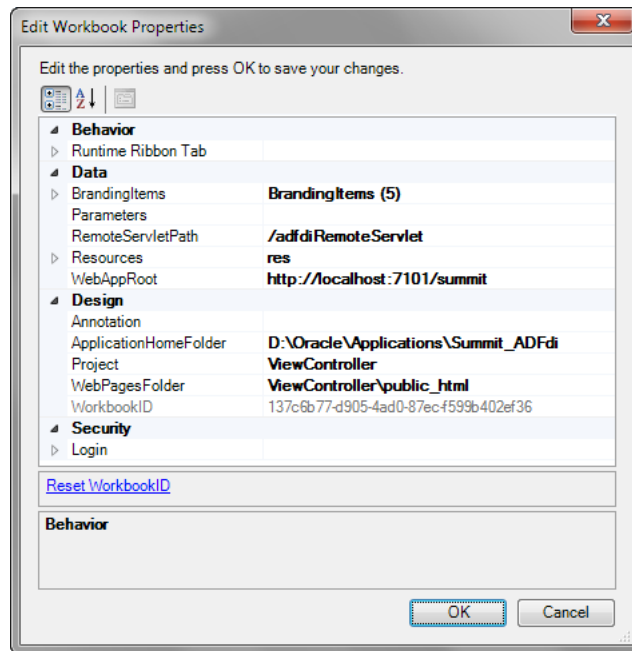 Edit Workbook Properties
Edit the properties and press OK to save your changes.
Behavior
Runtime Ribbon Tab
Data
BrandingItems BrandingItems (5)
Parameters
RemoteServletPath /adfdiRemoteServlet
Resources res
WebAppRoot http://localhost:7101/summit
Design
Annotation
ApplicationHomeFolder D:\Oracle\Applications\Summit_ADFdi
Project ViewController
WebPagesFolder ViewController\public_html
WorkbookID 137c6b77-d905-4ad0-87ec-f599b402ef36
Security
Login
Reset WorkbookID
Behavior
OK Cancel